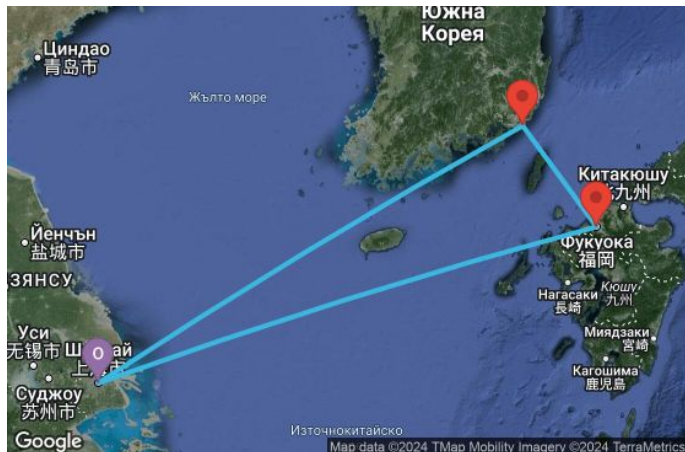 Южна
Корея
Циндао
青岛市
Жълто море
Китакюшу
九州
Йенчън
盐城市
Фукуока
福岡
ДЗЯНСУ
Нагасаки
長崎
Кюшу
九州
Уси
无锡市
O
Миядзаки
宮崎
Суджоу
苏州市
Кагошима
鹿児島
Източнокитайско
Google
Map data ©2024 TMap Mobility Imagery ©2024 TerraMetrics